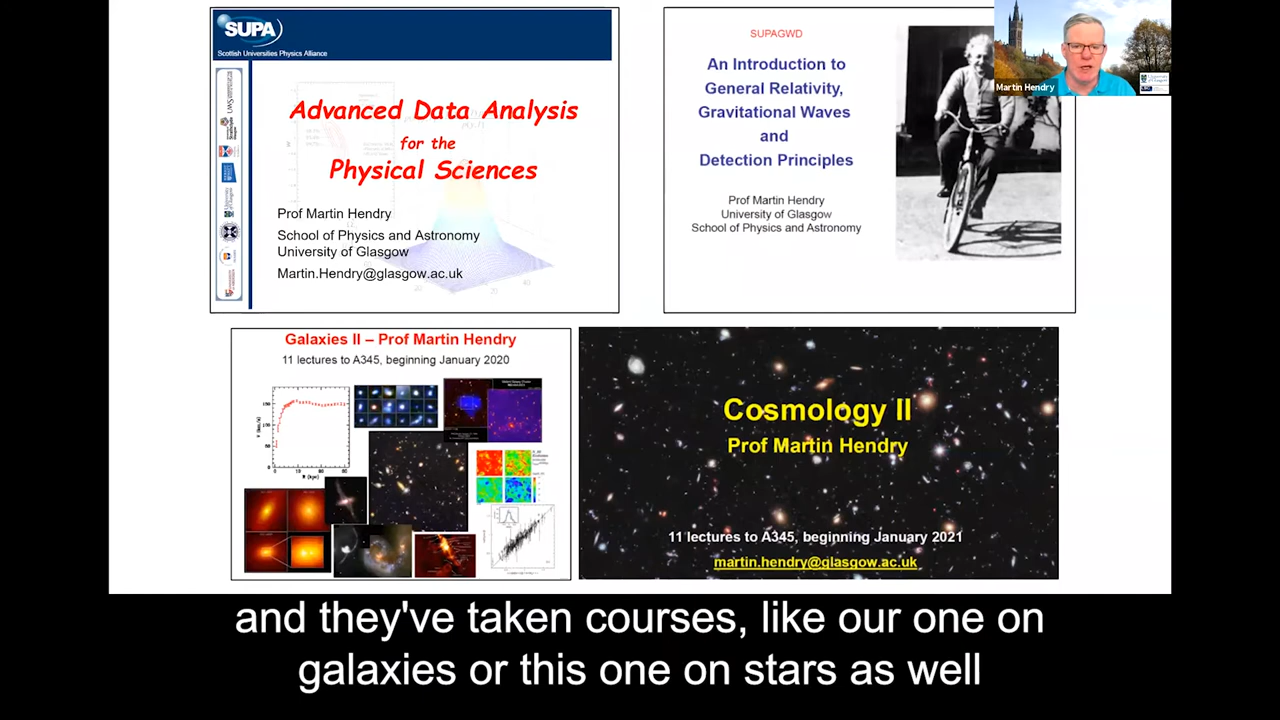 SUPA
Scottish Universities Physics Alliance
Advanced Data Analysis
for the
Physical Sciences
Prof Martin Hendry
School of Physics and Astronomy
University of Glasgow
Martin.Hendry@glasgow.ac.uk
SUPAGWD
An Introduction to
General Relativity,
Gravitational Waves
and
Detection Principles
Prof Martin Hendry
University of Glasgow
School of Physics and Astronomy
Martin Hendry
Galaxies II – Prof Martin Hendry
11 lectures to A345, beginning January 2020
Cosmology II
Prof Martin Hendry
11 lectures to A345, beginning January 2021
martin.hendry@glasgow.ac.uk
and they've taken courses, like our one on
galaxies or this one on stars as well